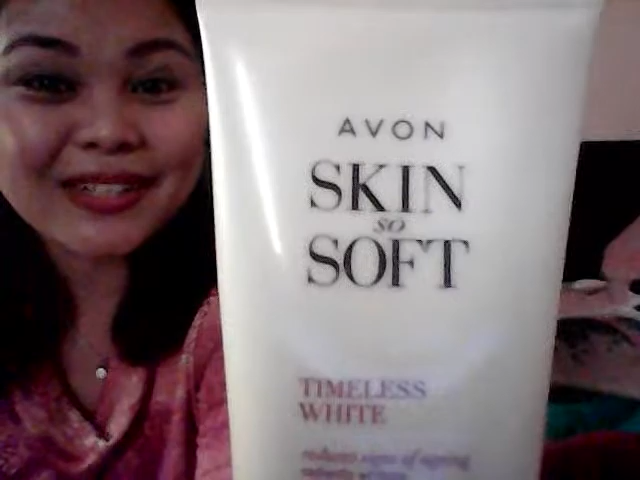 AVON
SKIN
so
SOFT
TIMELESS
WHITE
reduces signs of ageing